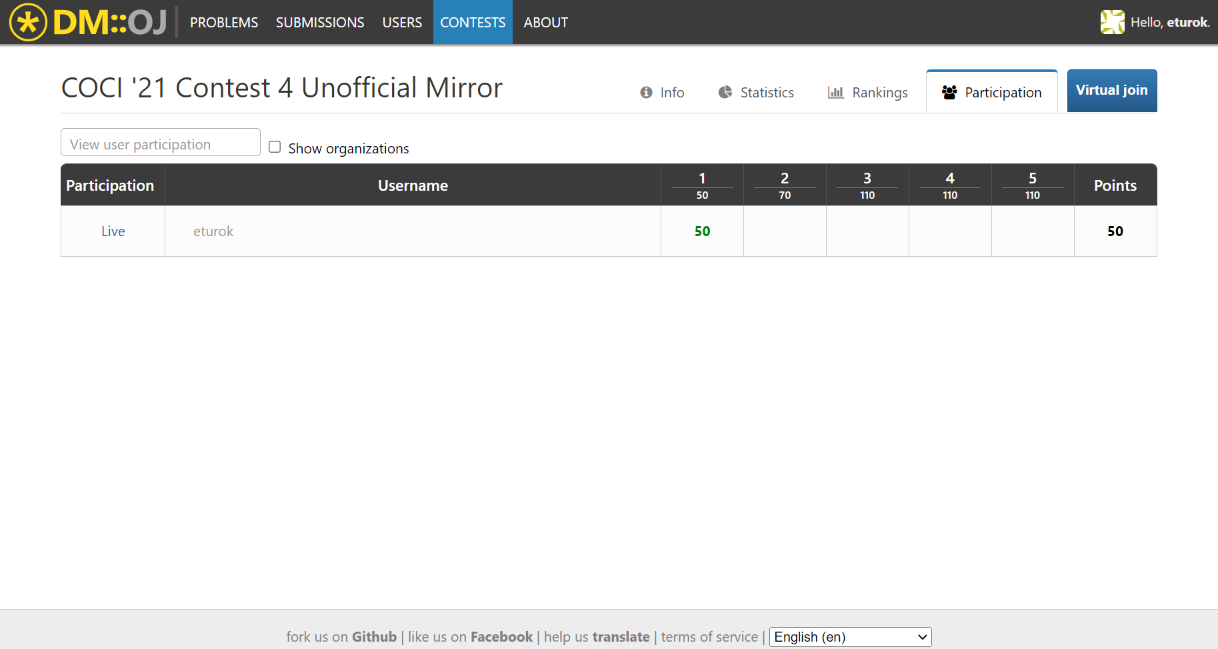 DM::OJ PROBLEMS SUBMISSIONS USERS CONTESTS ABOUT Hello, eturok.
COCI '21 Contest 4 Unofficial Mirror Info Statistics Rankings Participation Virtual join
View user participation Show organizations
Participation Username 1 2 3 4 5 Points
50 70 110 110 110
Live eturok 50 50
fork us on Github | like us on Facebook | help us translate | terms of service | English (en)